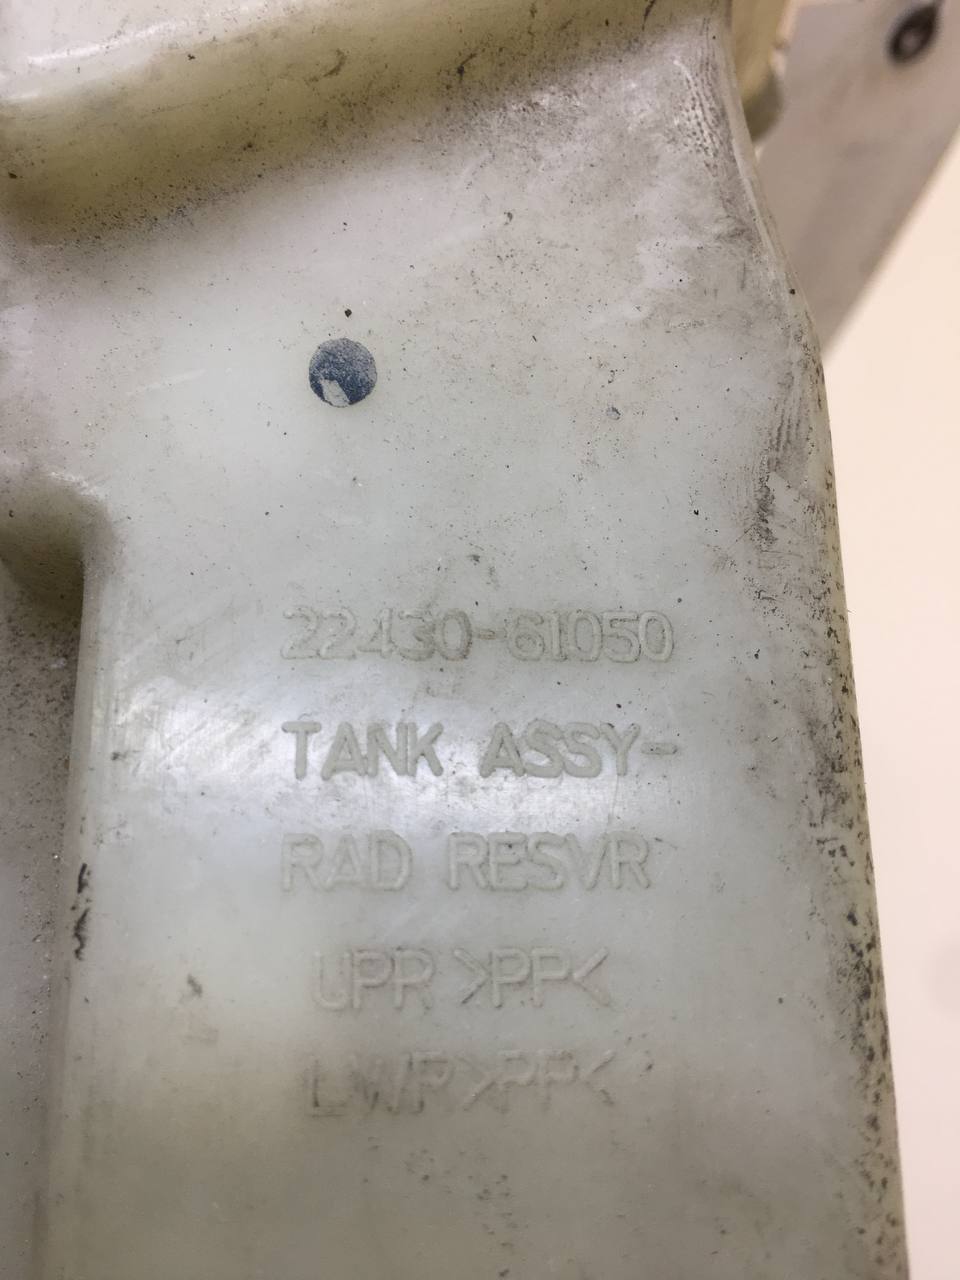 22430-61050
TANK ASSY-
RAD RESVR
UPR >PP<
LWR >PP<